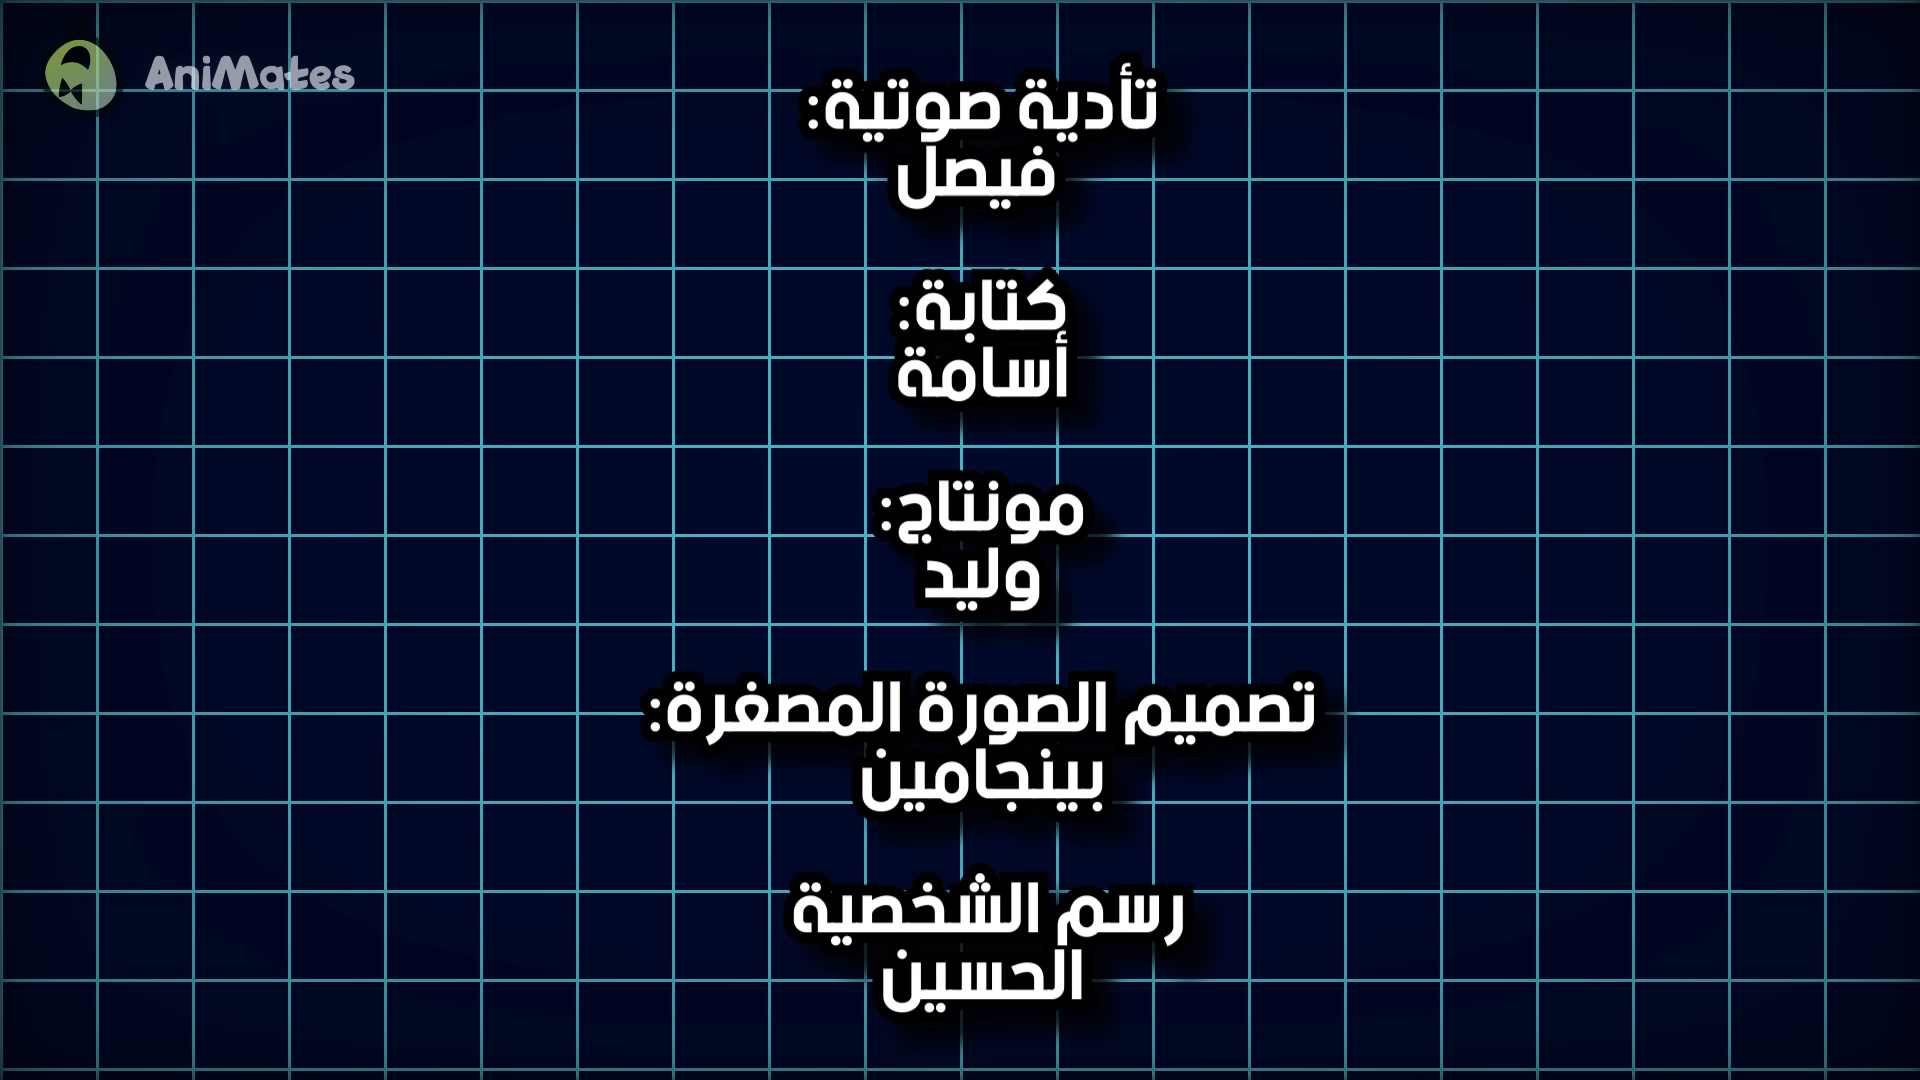 AniMates
تأدية صوتية:
فيصل
كتابة:
أسامة
مونتاج:
وليد
تصميم الصورة المصغرة:
بينجامين
رسم الشخصية
الحسين